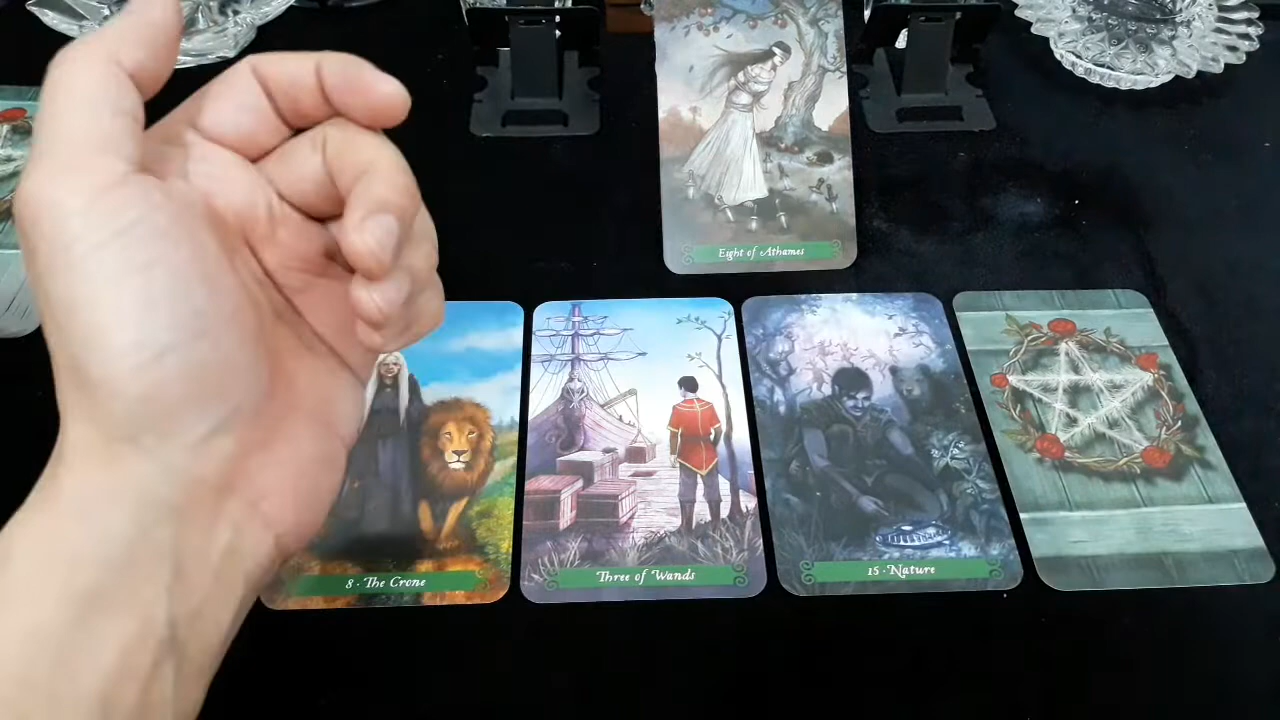 Eight of Athames
8 · The Crone
Three of Wands
15 · Nature